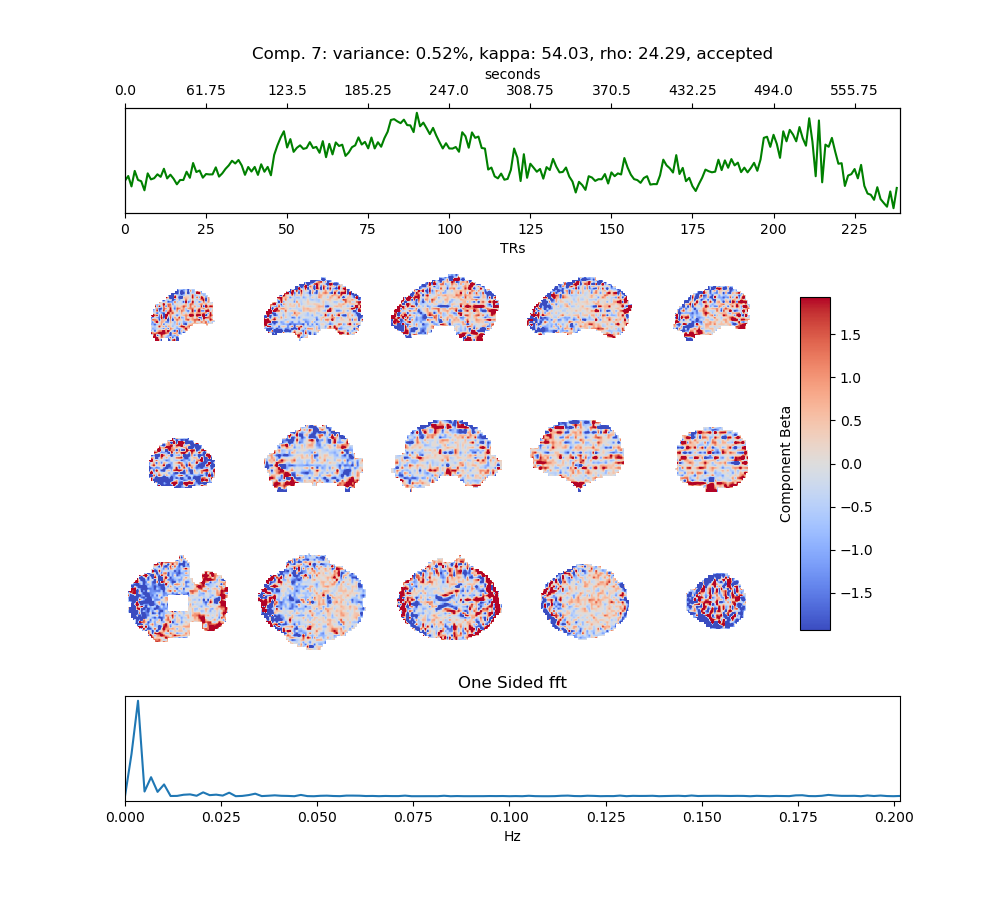 Comp. 7: variance: 0.52%, kappa: 54.03, rho: 24.29, accepted
seconds
0.0 61.75 123.5 185.25 247.0 308.75 370.5 432.25 494.0 555.75
0 25 50 75 100 125 150 175 200 225
TRs
1.5
1.0
0.5
0.0
−0.5
−1.0
−1.5
Component Beta
One Sided fft
0.000 0.025 0.050 0.075 0.100 0.125 0.150 0.175 0.200
Hz